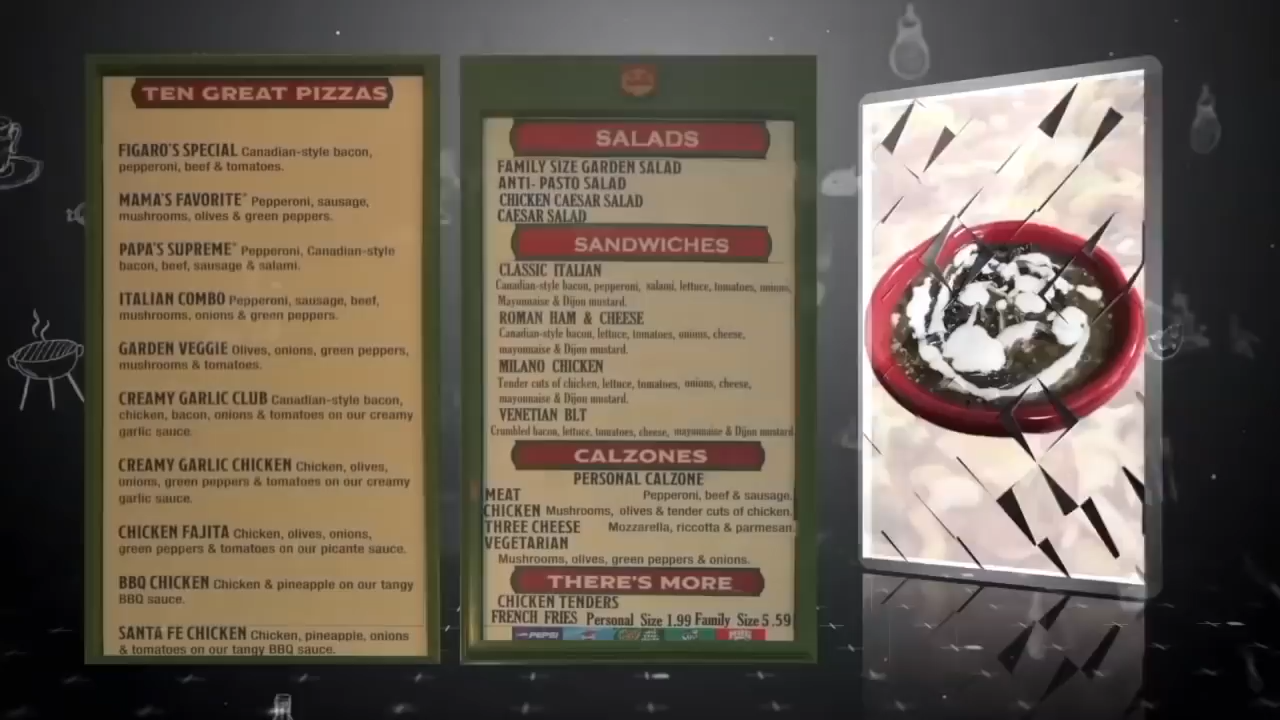 TEN GREAT PIZZAS
FIGARO'S SPECIAL Canadian-style bacon,
pepperoni, beef & tomatoes.
MAMA'S FAVORITE" Pepperoni, sausage,
mushrooms, olives & green peppers.
PAPA'S SUPREME" Pepperoni, Canadian-style
bacon, beef, sausage & salami.
ITALIAN COMBO Pepperoni, sausage, beef,
mushrooms, onions & green peppers.
GARDEN VEGGIE Olives, onions, green peppers,
mushrooms & tomatoes.
CREAMY GARLIC CLUB Canadian-style bacon,
chicken, bacon, onions & tomatoes on our creamy
garlic sauce.
CREAMY GARLIC CHICKEN Chicken, olives,
onions, green peppers & tomatoes on our creamy
garlic sauce.
CHICKEN FAJITA Chicken, olives, onions,
green peppers & tomatoes on our picante sauce.
BBQ CHICKEN Chicken & pineapple on our tangy
BBQ sauce.
SANTA FE CHICKEN Chicken, pineapple, onions
& tomatoes on our tangy BBQ sauce.
SALADS
FAMILY SIZE GARDEN SALAD
ANTI- PASTO SALAD
CHICKEN CAESAR SALAD
CAESAR SALAD
SANDWICHES
CLASSIC ITALIAN
Canadian-style bacon, pepperoni, salami, lettuce, tomatoes, onions,
Mayonnaise & Dijon mustard.
ROMAN HAM & CHEESE
Canadian-style bacon, lettuce, tomatoes, onions, cheese,
mayonnaise & Dijon mustard.
MILANO CHICKEN
Tender cuts of chicken, lettuce, tomatoes, onions, cheese,
mayonnaise & Dijon mustard.
VENETIAN BLT
Crumbled bacon, lettuce, tomatoes, cheese, mayonnaise & Dijon mustard
CALZONES
PERSONAL CALZONE
MEAT Pepperoni, beef & sausage.
CHICKEN Mushrooms, olives & tender cuts of chicken.
THREE CHEESE Mozzarella, riccotta & parmesan.
VEGETARIAN
Mushrooms, olives, green peppers & onions.
THERE'S MORE
CHICKEN TENDERS
FRENCH FRIES Personal Size 1.99 Family Size 5.59
PEPSI